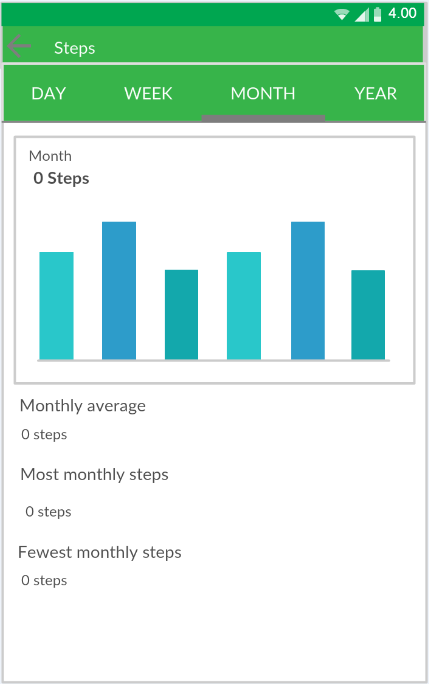 4.00
Steps
DAY WEEK MONTH YEAR
Month
0 Steps
Monthly average
0 steps
Most monthly steps
0 steps
Fewest monthly steps
0 steps